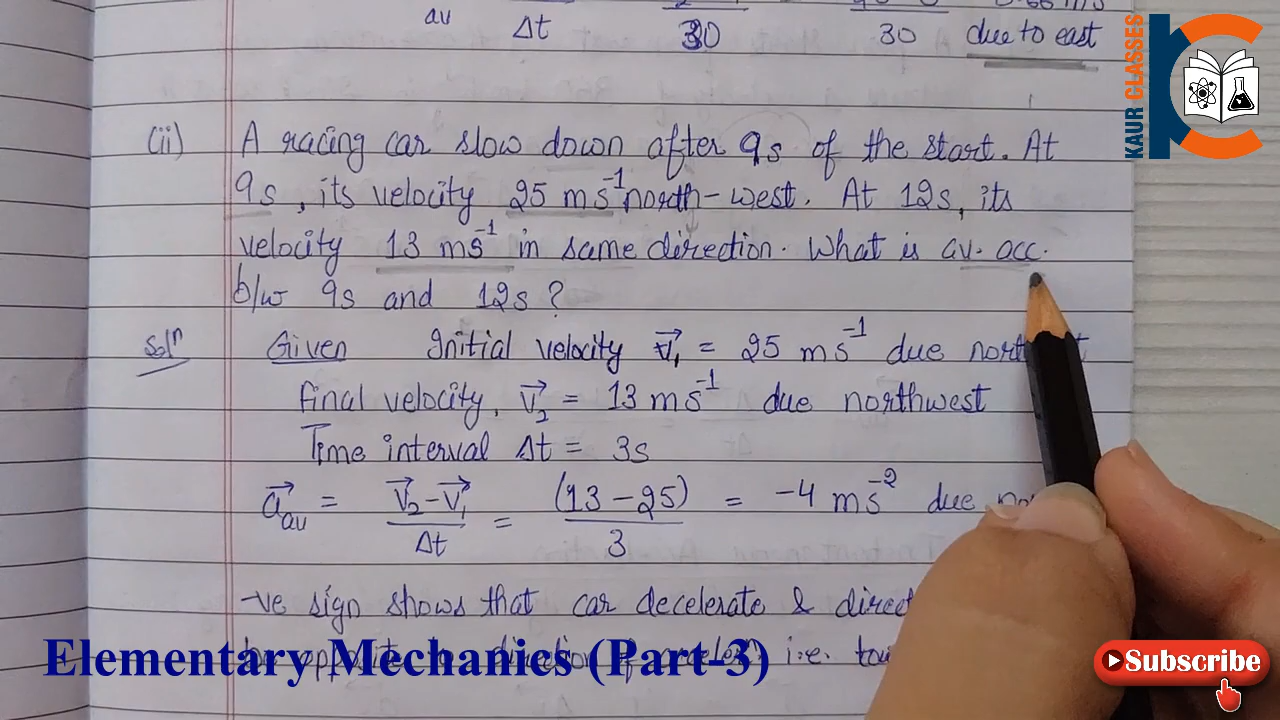 av Δt 30 30 due to east
(ii) A racing car slow down after 9s of the start. At
9s, its velocity 25 ms⁻¹ north-west. At 12s, its
velocity 13 ms⁻¹ in same direction. What is av. acc.
b/w 9s and 12s?
Solⁿ Given Initial velocity v⃗₁ = 25 ms⁻¹ due
final velocity, v⃗₂ = 13 ms⁻¹ due northwest
Time interval Δt = 3s
a⃗av = v⃗₂ - v⃗₁ / Δt = (13 - 25) / 3 = -4 ms⁻² due
-ve sign shows that car decelerate &
i.e.
KAUR CLASSES
Elementary Mechanics (Part-3)
Subscribe